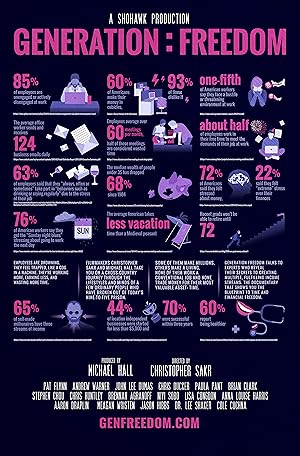 A SHOHAWK PRODUCTION
GENERATION : FREEDOM
85%
of employees are
unengaged or actively
disengaged at work
60%
of Americans
make their
money in
cubicles,
93%
of those
dislike it
one-fifth
of American workers
say they face a hostile
or threatening
environment at work
The average office
worker sends and
receives
124
business emails daily
Employees average over
60 meetings
per month,
half of those meetings
are considered wasted
time
about half
of employees work in
their free time to meet the
demands of their job at work
63%
of employees said that they "always, often or
sometimes" take part in "behaviors such as
drinking or crying regularly" due to the stress
of their job
The median wealth of people
under 35 has dropped
68%
since 1984
72%
of Americans
said they felt
stressed
about money,
22%
said they felt
"extreme"
stress over
their
finances
76%
of American workers say they
get the "Sunday night blues,"
stressing about going to work
the next day
SUN
The average American takes
less vacation
than a Medieval peasant
Recent grads won't be
able to retire until
72
EMPLOYEES ARE DROWNING.
THEY FEEL TRAPPED, LIKE A COG
IN A MACHINE. THEY'RE WORKING
MORE, EARNING LESS, AND
WASTING MORE TIME.
FILMMAKERS CHRISTOPHER
SAKR AND MICHAEL HALL TAKE
YOU ON A CROSS COUNTRY
JOURNEY THROUGH THE
LIFESTYLES AND MINDS OF A
FEW ORDINARY PEOPLE WHO
HAVE BROKEN OUT OF TODAY'S
NINE-TO-FIVE PRISON.
SOME OF THEM MAKE MILLIONS,
OTHERS MAKE A LIVING,
NONE OF THEM WORK A
CONVENTIONAL JOB AND NONE
TRADE MONEY FOR THEIR MOST
VALUABLE ASSET-TIME.
GENERATION FREEDOM TALKS TO
EXPERTS WHO REVEAL
THEIR SECRETS TO CREATING
MULTIPLE, PULSATING INCOME
STREAMS. THE DOCUMENTARY
THAT SHOWS YOU THE
BLUEPRINT TO TIME AND
FINANCIAL FREEDOM.
65%
of self-made
millionaires have three
streams of income
44%
of location independent
businesses were started
for less than $5,000 and
70%
were successful
within three years
60%
report
being healthier
PRODUCED BY
MICHAEL HALL
DIRECTED BY
CHRISTOPHER SAKR
PAT FLYNN ANDREW WARNER JOHN LEE DUMAS CHRIS DUCKER PAULA PANT BRIAN CLARK
STEPHEN CHOU CHRIS HUNTLEY BRENNAN AGRANOFF NIYI SOBO LISA CONGDON ANNA LOUISE HARRIS
AARON DRAPLIN MEAGAN WRISTEN JASON HIBBS DR. LEE SHAKER COLE CUCHNA
GENFREEDOM.COM